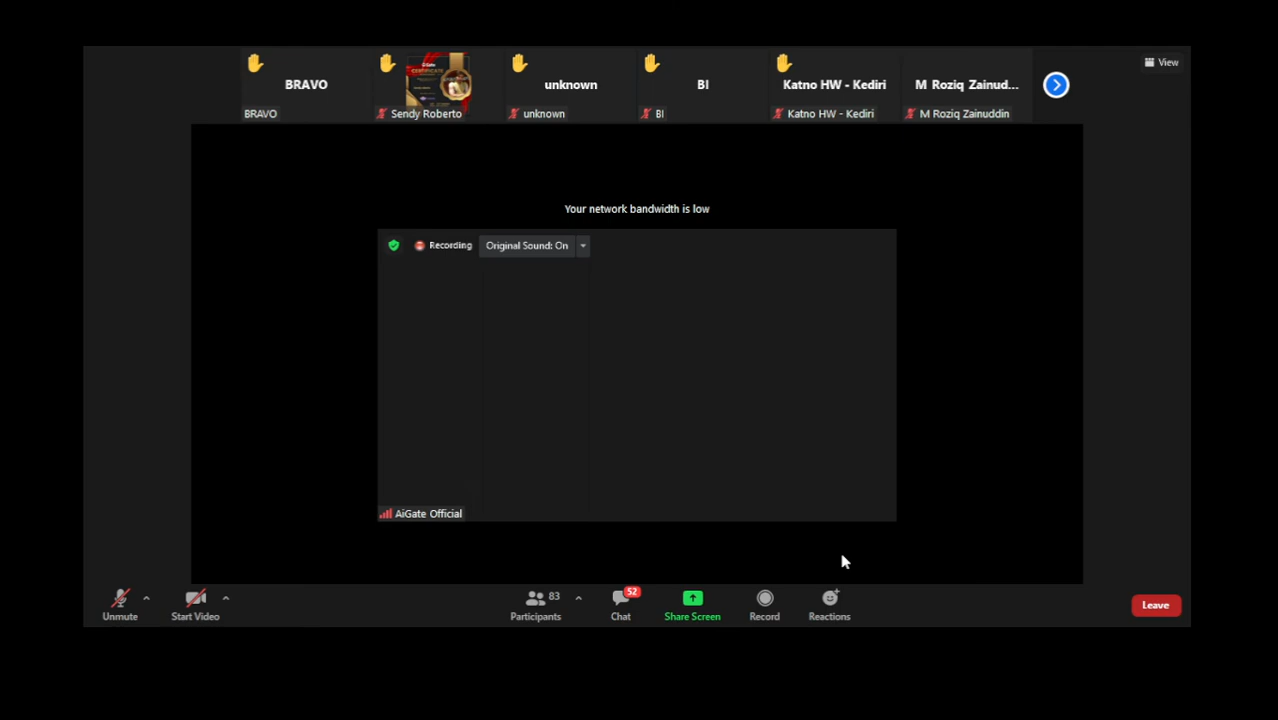 View
BRAVO
unknown
BI
Katno HW - Kediri
M Roziq Zainud...
CERTIFICATE
BRAVO
Sendy Roberto
unknown
BI
Katno HW - Kediri
M Roziq Zainuddin
Your network bandwidth is low
Recording
Original Sound: On
AiGate Official
83
52
Unmute
Start Video
Participants
Chat
Share Screen
Record
Reactions
Leave